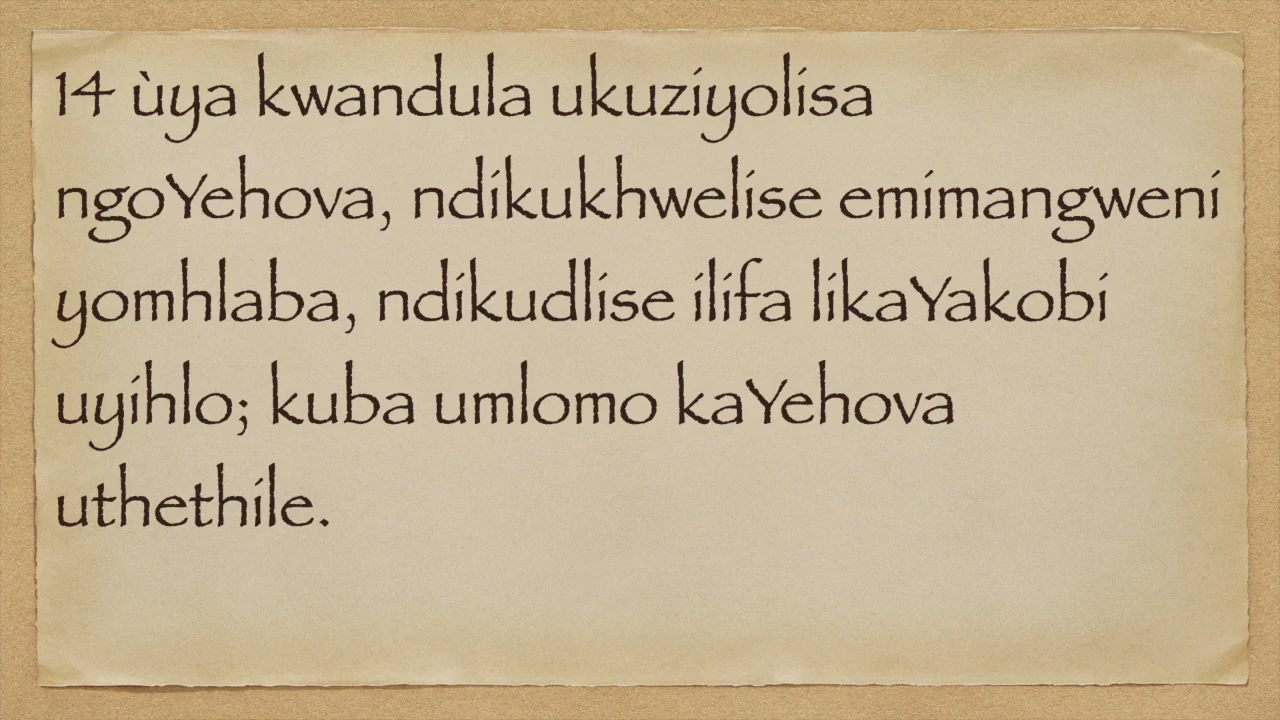 14 ùya kwandula ukuziyolisa
ngoYehova, ndikukhwelise emimangweni
yomhlaba, ndikudlise ilifa likaYakobi
uyihlo; kuba umlomo kaYehova
uthethile.